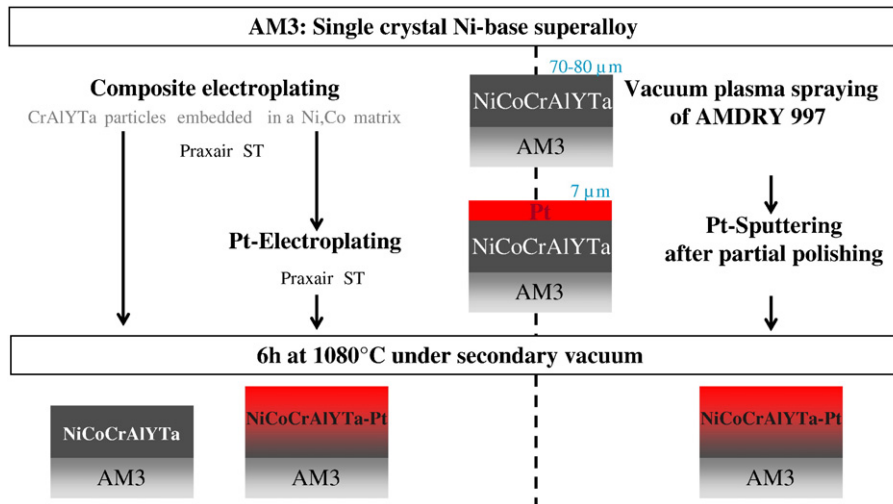 AM3: Single crystal Ni-base superalloy
Composite electroplating
CrAlYTa particles embedded in a Ni,Co matrix
Praxair ST
Pt-Electroplating
Praxair ST
70-80 µm
NiCoCrAlYTa
AM3
7 µm
Pt
NiCoCrAlYTa
AM3
Vacuum plasma spraying
of AMDRY 997
Pt-Sputtering
after partial polishing
6h at 1080°C under secondary vacuum
NiCoCrAlYTa
AM3
NiCoCrAlYTa-Pt
AM3
NiCoCrAlYTa-Pt
AM3